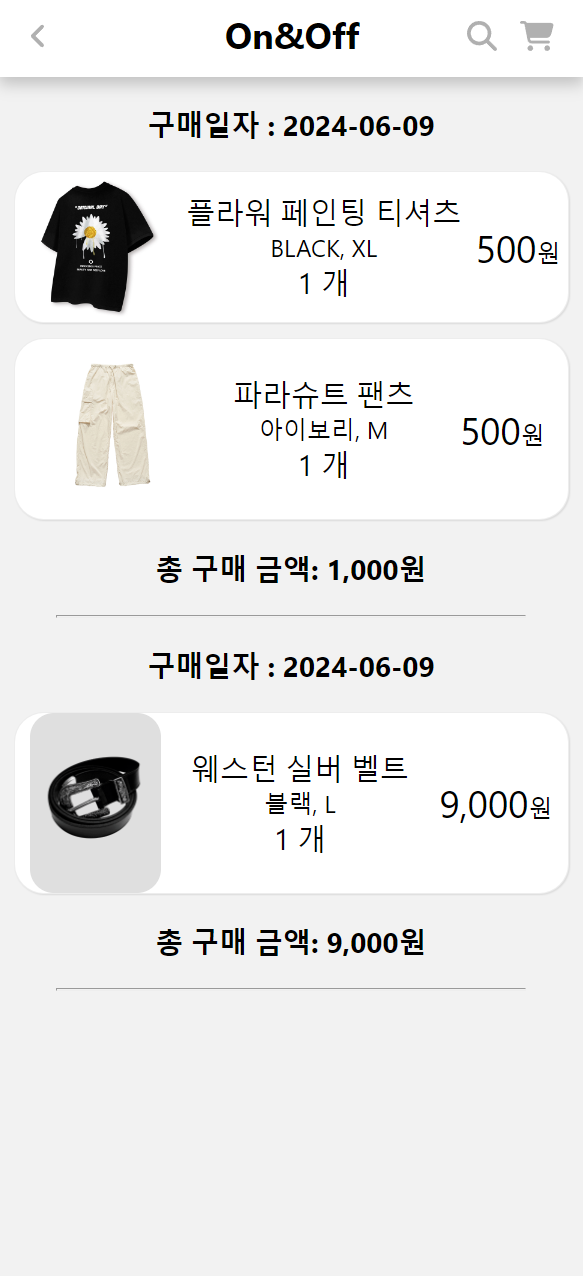 On&Off
구매일자 : 2024-06-09
플라워 페인팅 티셔츠
BLACK, XL
1 개
500원
파라슈트 팬츠
아이보리, M
1 개
500원
총 구매 금액: 1,000원
구매일자 : 2024-06-09
웨스턴 실버 벨트
블랙, L
1 개
9,000원
총 구매 금액: 9,000원